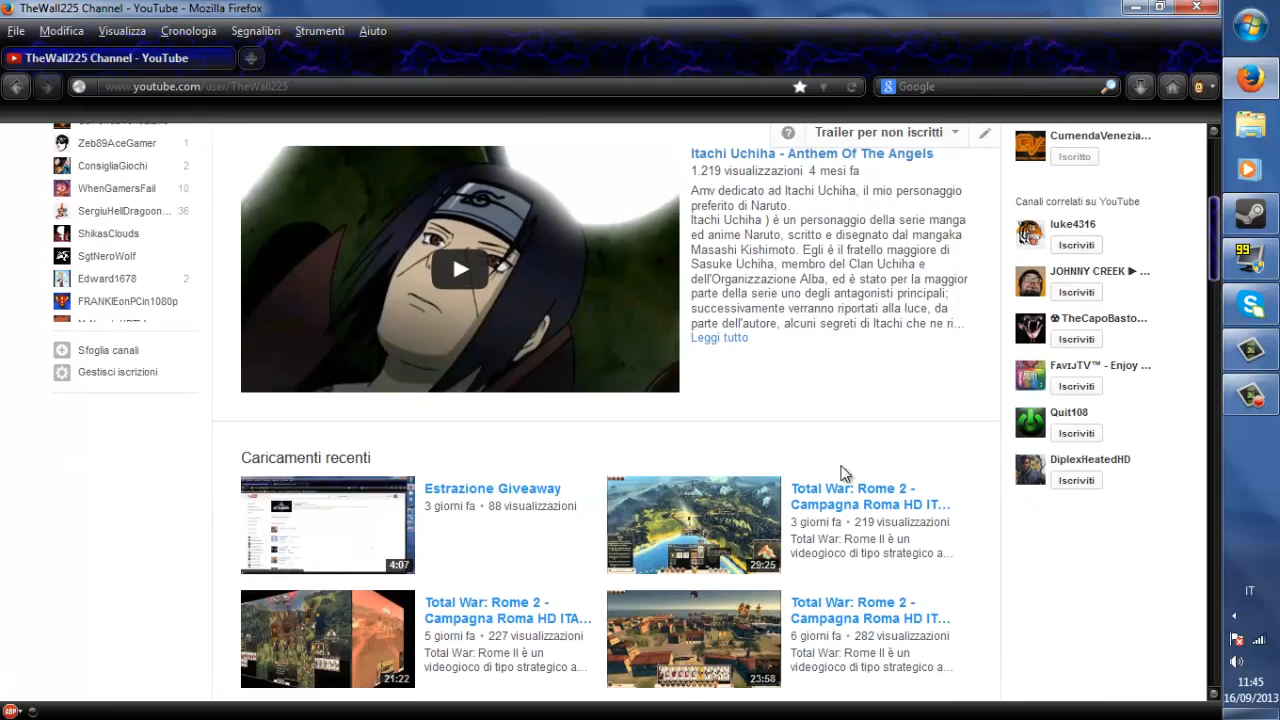 TheWall225 Channel - YouTube - Mozilla Firefox
File Modifica Visualizza Cronologia Segnalibri Strumenti Aiuto
TheWall225 Channel - YouTube
www.youtube.com/user/TheWall225
Google
Zeb89AceGamer 1
ConsigliaGiochi 2
WhenGamersFail 10
SergiuHellDragoon... 36
ShikasClouds
SgtNeroWolf
Edward1678 2
FRANKIEonPCin1080p
Sfoglia canali
Gestisci iscrizioni
Trailer per non iscritti
Itachi Uchiha - Anthem Of The Angels
1.219 visualizzazioni 4 mesi fa
Amv dedicato ad Itachi Uchiha, il mio personaggio
preferito di Naruto.
Itachi Uchiha ) è un personaggio della serie manga
ed anime Naruto, scritto e disegnato dal mangaka
Masashi Kishimoto. Egli è il fratello maggiore di
Sasuke Uchiha, membro del Clan Uchiha e
dell'Organizzazione Alba, ed è stato per la maggior
parte della serie uno degli antagonisti principali;
successivamente verranno riportati alla luce, da
parte dell'autore, alcuni segreti di Itachi che ne ri...
Leggi tutto
Caricamenti recenti
Estrazione Giveaway
3 giorni fa • 88 visualizzazioni
4:07
Total War: Rome 2 -
Campagna Roma HD IT...
3 giorni fa • 219 visualizzazioni
Total War: Rome II è un
videogioco di tipo strategico a...
29:25
Total War: Rome 2 -
Campagna Roma HD ITA...
5 giorni fa • 227 visualizzazioni
Total War: Rome II è un
videogioco di tipo strategico a...
21:22
Total War: Rome 2 -
Campagna Roma HD IT...
6 giorni fa • 282 visualizzazioni
Total War: Rome II è un
videogioco di tipo strategico a...
23:58
CumendaVenezia...
Iscritto
Canali correlati su YouTube
luke4316
Iscriviti
JOHNNY CREEK ▶ ...
Iscriviti
☢ TheCapoBasto...
Iscriviti
FᴀᴠɪᴊTV™ - Enjoy ...
Iscriviti
Quit108
Iscriviti
DiplexHeatedHD
Iscriviti
99
IT
11:45
16/09/2013
ABP